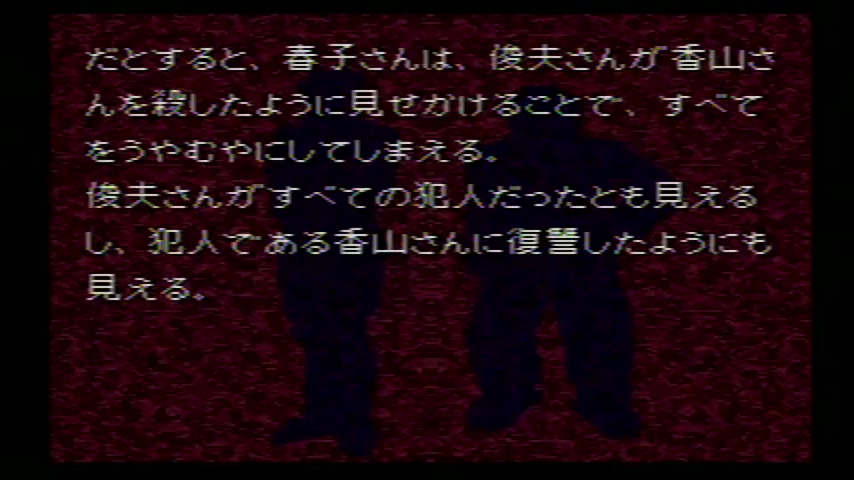 だとすると、春子さんは、俊夫さんが香山さ
んを殺したように見せかけることで、すべて
をうやむやにしてしまえる。
俊夫さんがすべての犯人だったとも見える
し、犯人である香山さんに復讐したようにも
見える。